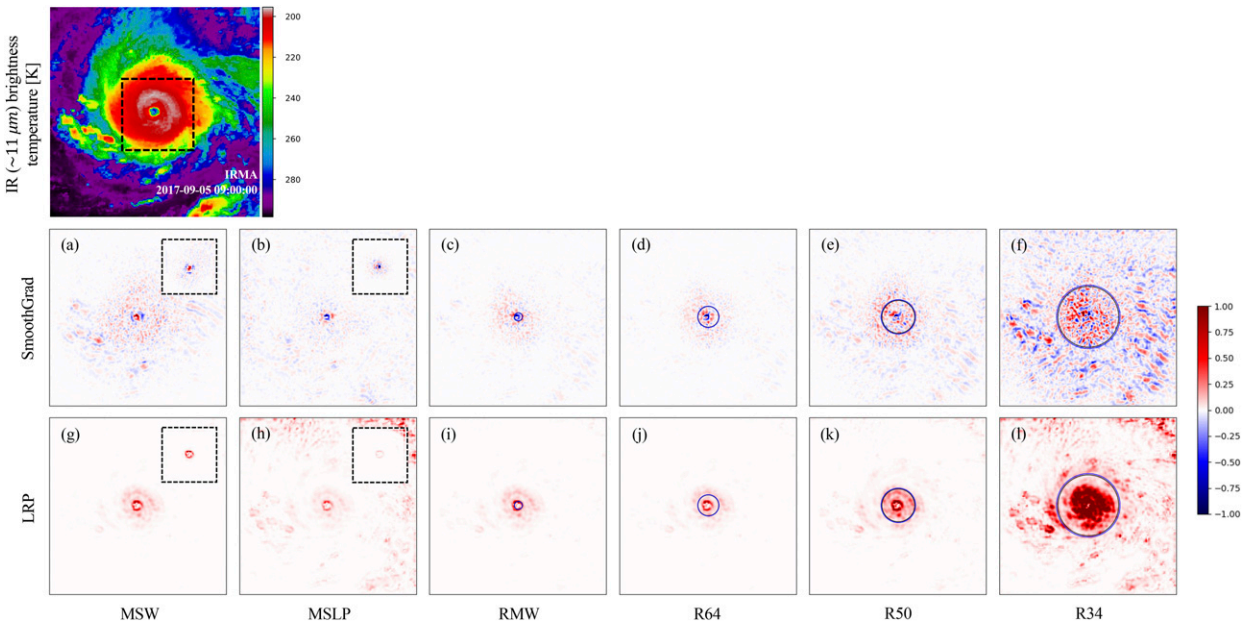 IR (~11 μm) brightness
temperature [K]
200
220
240
260
280
IRMA
2017-09-05 09:00:00
SmoothGrad
(a)
(b)
(c)
(d)
(e)
(f)
LRP
(g)
(h)
(i)
(j)
(k)
(l)
1.00
0.75
0.50
0.25
0.00
−0.25
−0.50
−0.75
−1.00
MSW
MSLP
RMW
R64
R50
R34